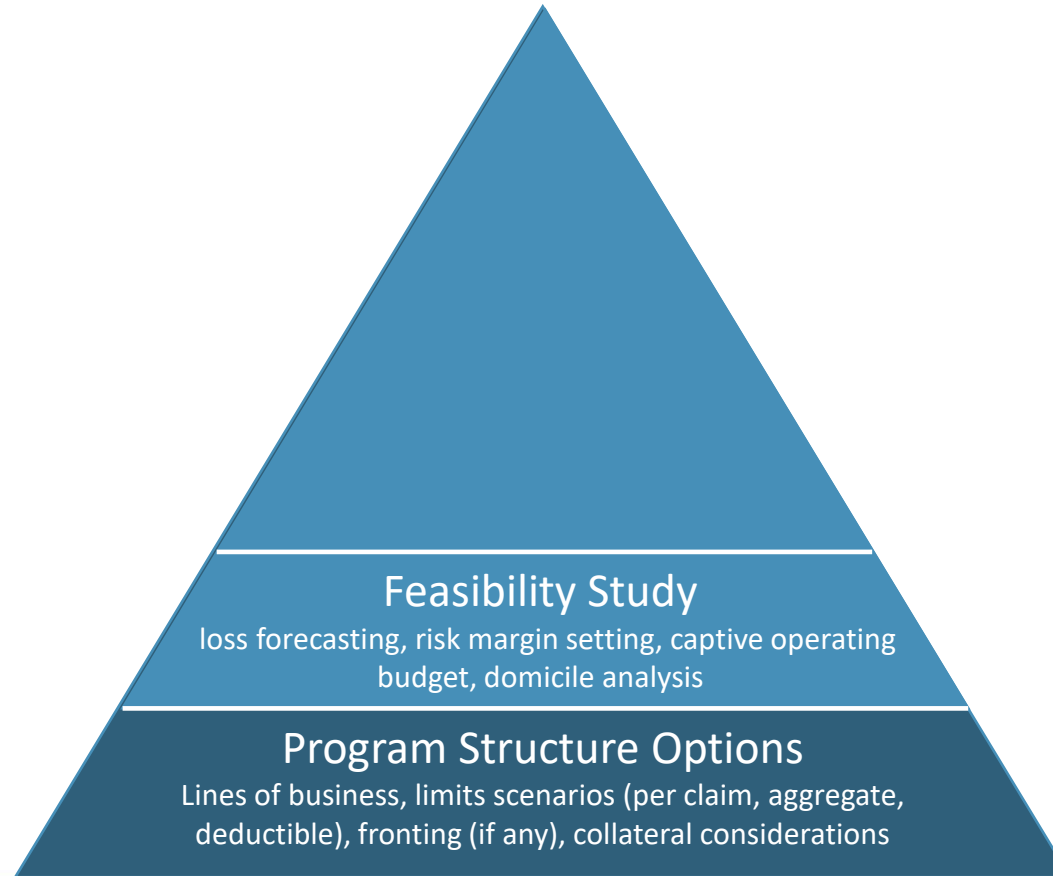 Feasibility Study
loss forecasting, risk margin setting, captive operating
budget, domicile analysis
Program Structure Options
Lines of business, limits scenarios (per claim, aggregate,
deductible), fronting (if any), collateral considerations